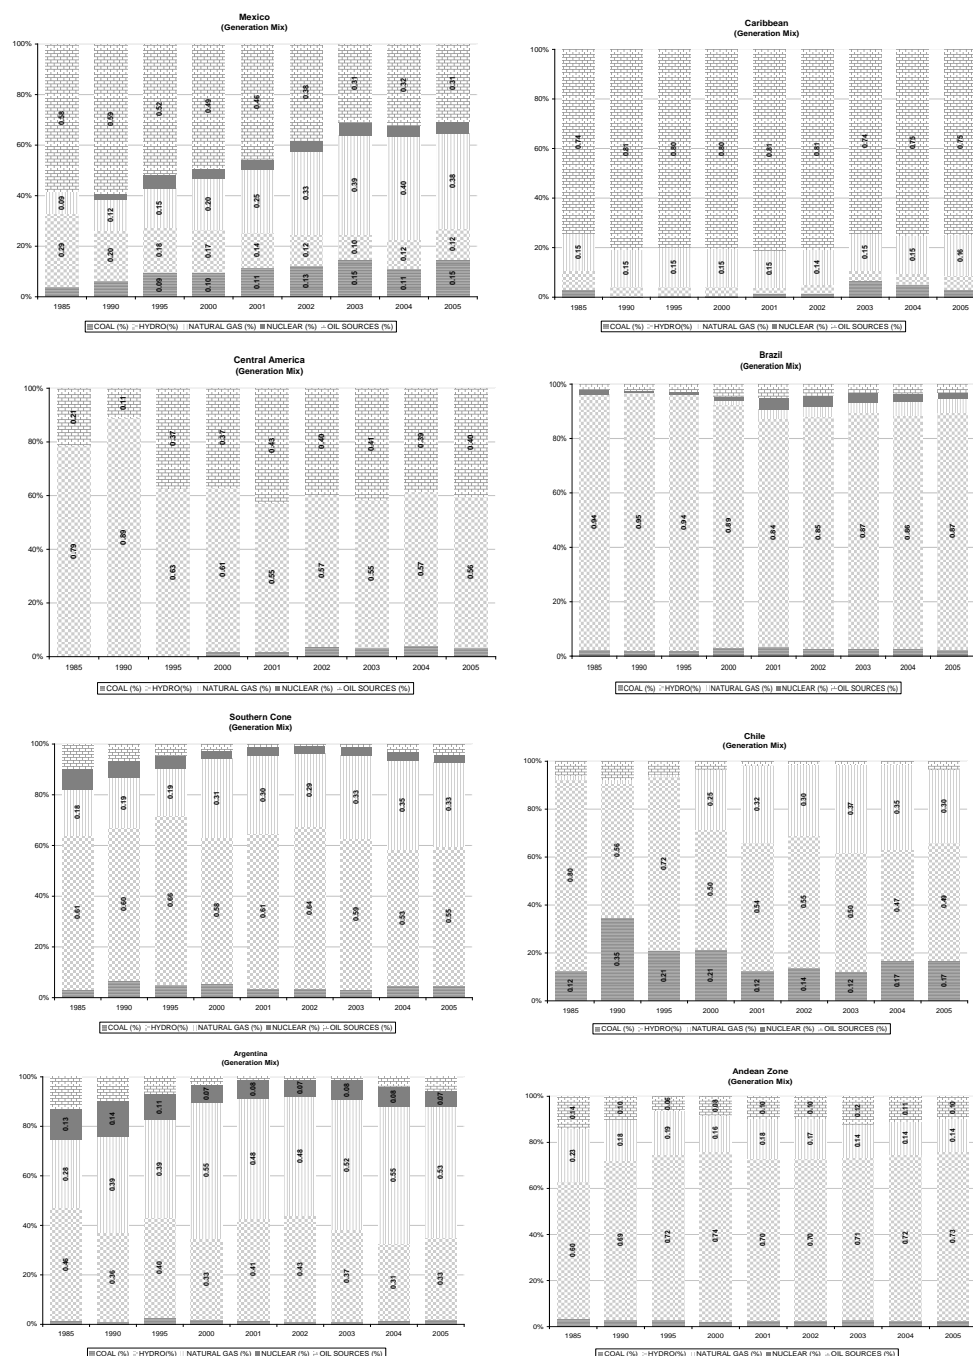 Mexico
(Generation Mix)
100%
80%
60%
40%
20%
0%
0.58 0.59 0.52 0.49 0.46 0.38 0.31 0.32 0.31
0.09 0.12 0.15 0.20 0.25 0.33 0.39 0.40 0.38
0.29 0.20 0.18 0.17 0.14 0.12 0.10 0.12 0.12
0.09 0.10 0.11 0.13 0.15 0.11 0.15
1985 1990 1995 2000 2001 2002 2003 2004 2005
COAL (%) HYDRO(%) NATURAL GAS (%) NUCLEAR (%) OIL SOURCES (%)
Caribbean
(Generation Mix)
100%
80%
60%
40%
20%
0%
0.74 0.81 0.80 0.80 0.81 0.81 0.74 0.75 0.75
0.15 0.15 0.15 0.15 0.15 0.14 0.15 0.15 0.16
1985 1990 1995 2000 2001 2002 2003 2004 2005
COAL (%) HYDRO(%) NATURAL GAS (%) NUCLEAR (%) OIL SOURCES (%)
Central America
(Generation Mix)
100%
80%
60%
40%
20%
0%
0.21 0.11 0.37 0.37 0.43 0.40 0.41 0.39 0.40
0.79 0.89 0.63 0.61 0.55 0.57 0.55 0.57 0.56
1985 1990 1995 2000 2001 2002 2003 2004 2005
COAL (%) HYDRO(%) NATURAL GAS (%) NUCLEAR (%) OIL SOURCES (%)
Brazil
(Generation Mix)
100%
80%
60%
40%
20%
0%
0.94 0.95 0.94 0.89 0.84 0.85 0.87 0.86 0.87
1985 1990 1995 2000 2001 2002 2003 2004 2005
COAL (%) HYDRO(%) NATURAL GAS (%) NUCLEAR (%) OIL SOURCES (%)
Southern Cone
(Generation Mix)
100%
80%
60%
40%
20%
0%
0.18 0.19 0.19 0.31 0.30 0.29 0.33 0.35 0.33
0.61 0.60 0.66 0.58 0.61 0.64 0.59 0.53 0.55
1985 1990 1995 2000 2001 2002 2003 2004 2005
COAL (%) HYDRO(%) NATURAL GAS (%) NUCLEAR (%) OIL SOURCES (%)
Chile
(Generation Mix)
100%
80%
60%
40%
20%
0%
0.25 0.32 0.30 0.37 0.35 0.30
0.80 0.56 0.72 0.50 0.54 0.55 0.50 0.47 0.49
0.12 0.35 0.21 0.21 0.12 0.14 0.12 0.17 0.17
1985 1990 1995 2000 2001 2002 2003 2004 2005
COAL (%) HYDRO(%) NATURAL GAS (%) NUCLEAR (%) OIL SOURCES (%)
Argentina
(Generation Mix)
100%
80%
60%
40%
20%
0%
0.13 0.14 0.11 0.07 0.08 0.07 0.08 0.08 0.07
0.28 0.39 0.39 0.55 0.48 0.48 0.52 0.55 0.53
0.46 0.36 0.40 0.33 0.41 0.43 0.37 0.31 0.33
1985 1990 1995 2000 2001 2002 2003 2004 2005
COAL (%) HYDRO(%) NATURAL GAS (%) NUCLEAR (%) OIL SOURCES (%)
Andean Zone
(Generation Mix)
100%
80%
60%
40%
20%
0%
0.14 0.10 0.06 0.08 0.10 0.10 0.12 0.11 0.10
0.23 0.18 0.19 0.16 0.18 0.17 0.14 0.14 0.14
0.60 0.69 0.72 0.74 0.70 0.70 0.71 0.72 0.73
1985 1990 1995 2000 2001 2002 2003 2004 2005
COAL (%) HYDRO(%) NATURAL GAS (%) NUCLEAR (%) OIL SOURCES (%)